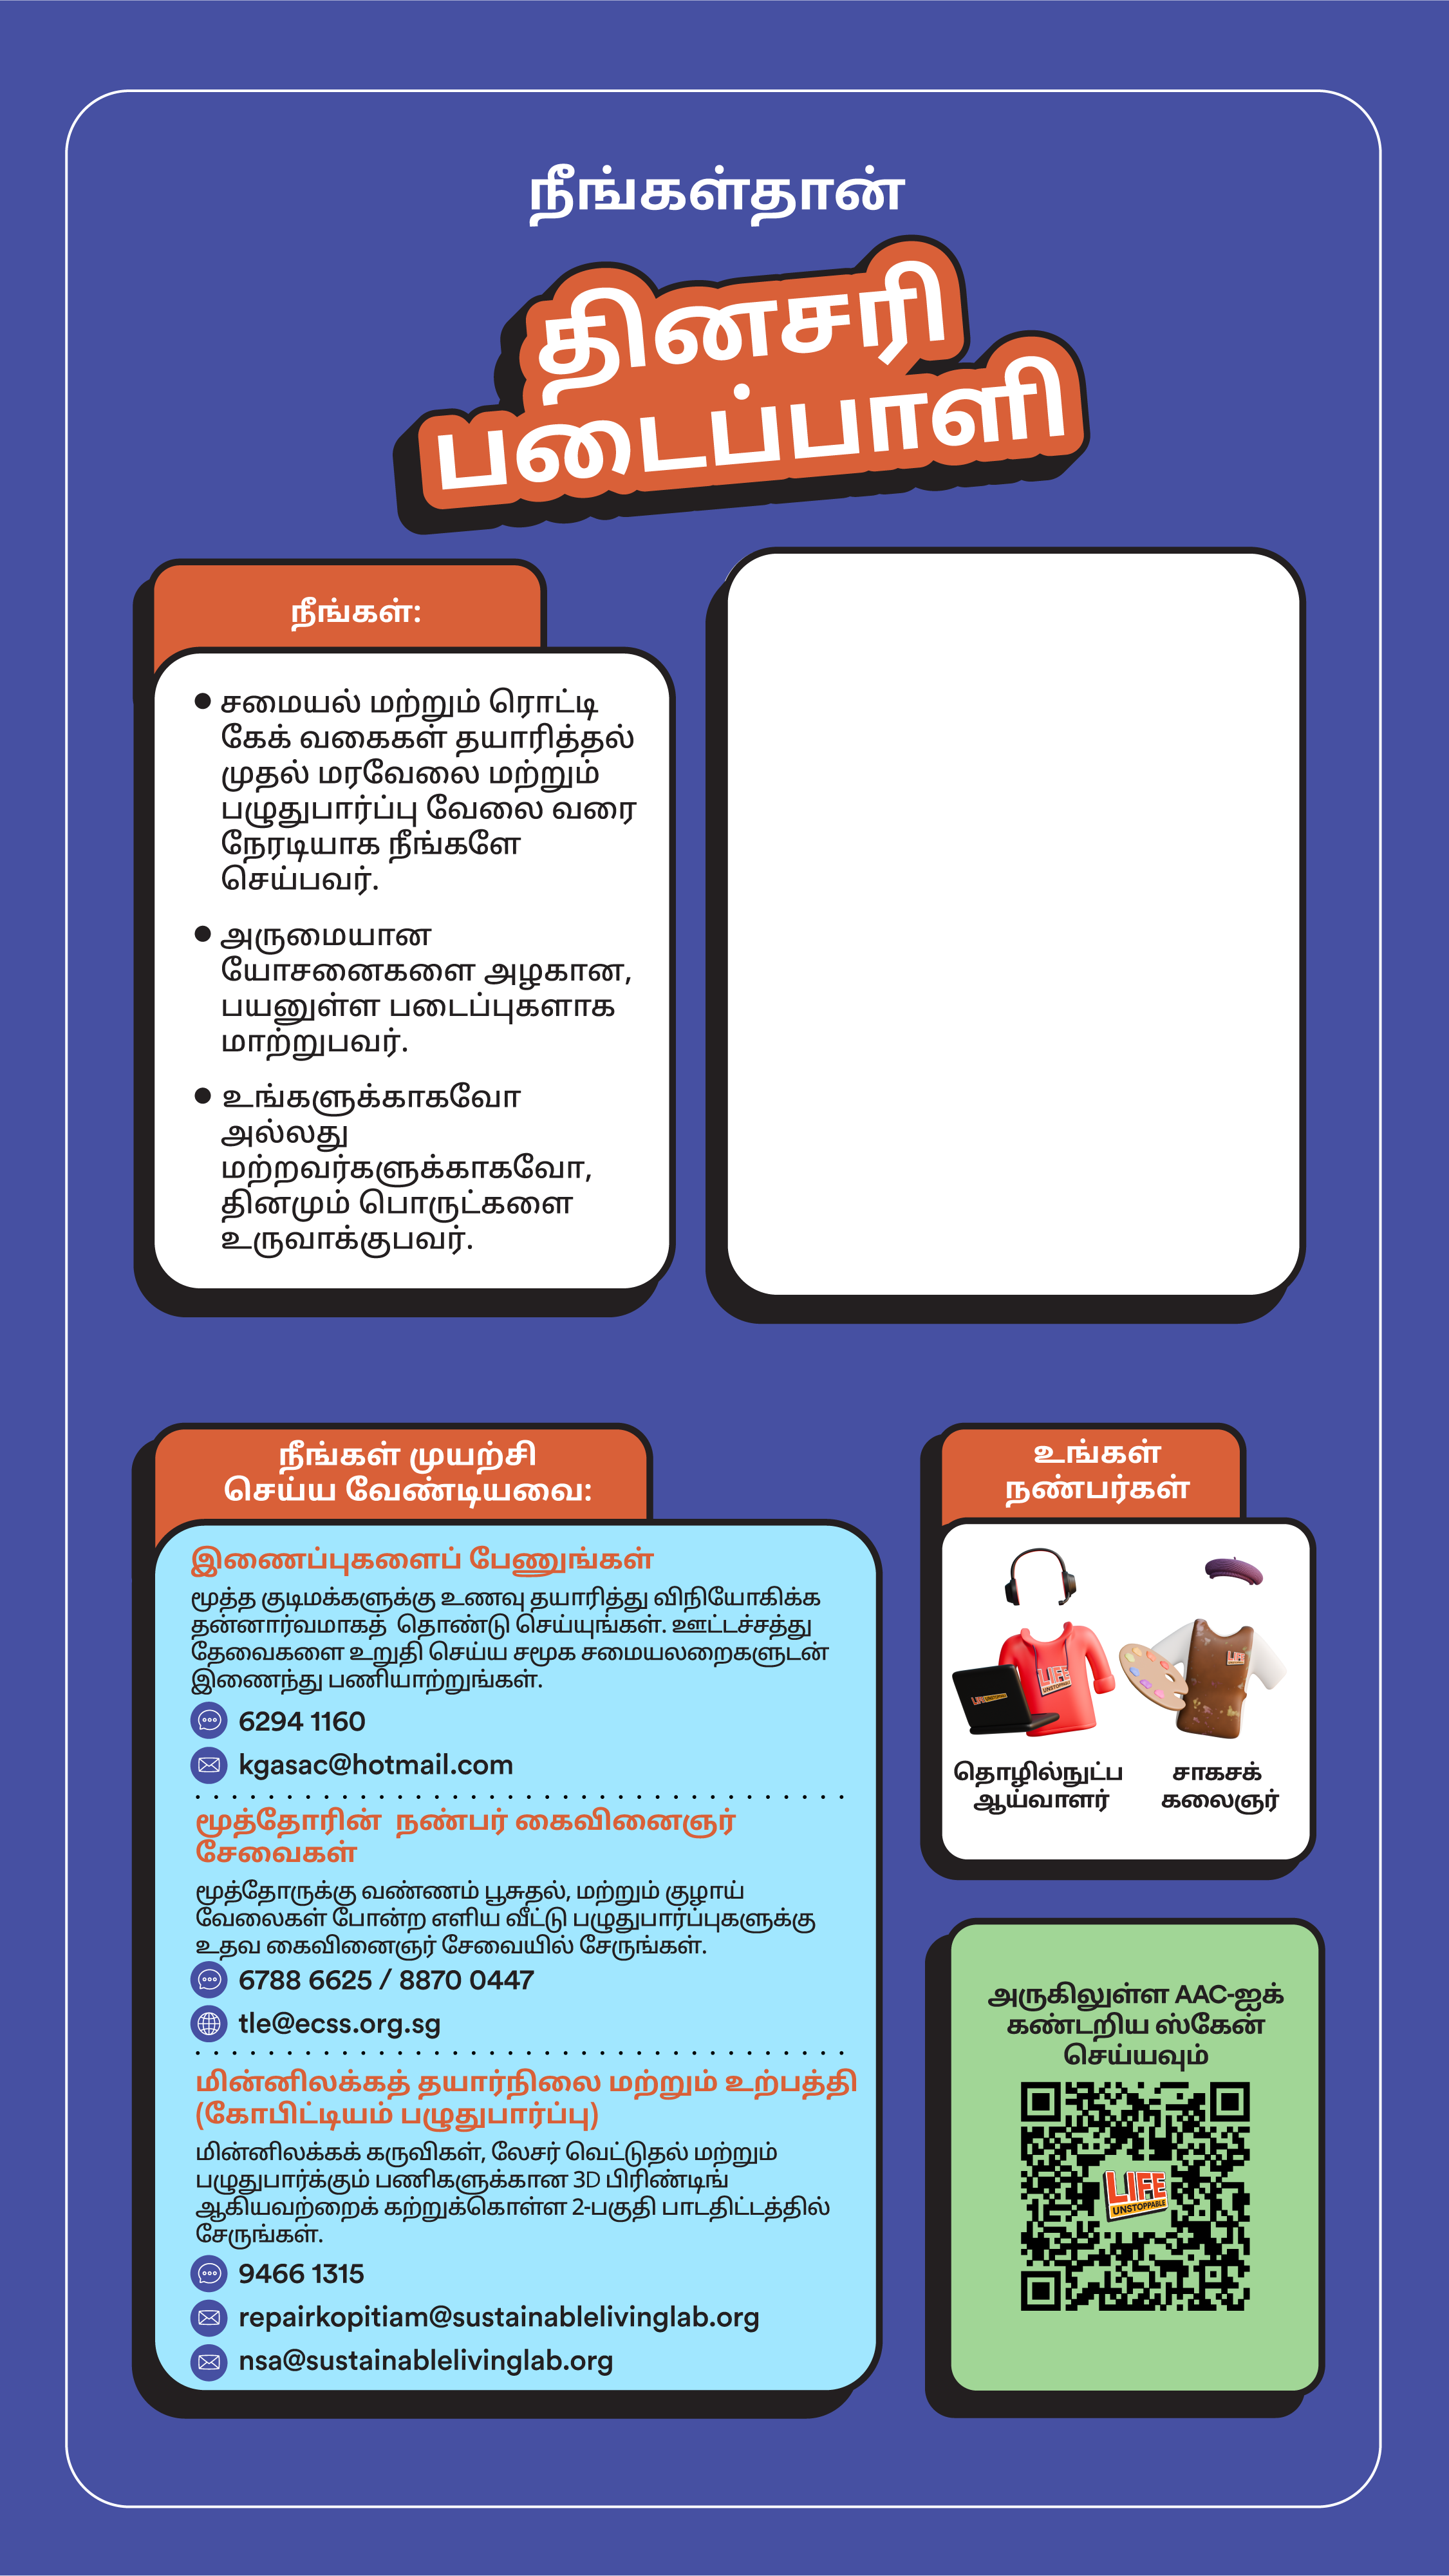 நீங்கள்தான்
தினசரி
படைப்பாளி
நீங்கள்:
● சமையல் மற்றும் ரொட்டி
கேக் வகைகள் தயாரித்தல்
முதல் மரவேலை மற்றும்
பழுதுபார்ப்பு வேலை வரை
நேரடியாக நீங்களே
செய்பவர்.
● அருமையான
யோசனைகளை அழகான,
பயனுள்ள படைப்புகளாக
மாற்றுபவர்.
● உங்களுக்காகவோ
அல்லது
மற்றவர்களுக்காகவோ,
தினமும் பொருட்களை
உருவாக்குபவர்.
நீங்கள் முயற்சி
செய்ய வேண்டியவை:
இணைப்புகளைப் பேணுங்கள்
மூத்த குடிமக்களுக்கு உணவு தயாரித்து விநியோகிக்க
தன்னார்வமாகத் தொண்டு செய்யுங்கள். ஊட்டச்சத்து
தேவைகளை உறுதி செய்ய சமூக சமையலறைகளுடன்
இணைந்து பணியாற்றுங்கள்.
6294 1160
kgasac@hotmail.com
மூத்தோரின் நண்பர் கைவினைஞர்
சேவைகள்
மூத்தோருக்கு வண்ணம் பூசுதல், மற்றும் குழாய்
வேலைகள் போன்ற எளிய வீட்டு பழுதுபார்ப்புகளுக்கு
உதவ கைவினைஞர் சேவையில் சேருங்கள்.
6788 6625 / 8870 0447
tle@ecss.org.sg
மின்னிலக்கத் தயார்நிலை மற்றும் உற்பத்தி
(கோபிட்டியம் பழுதுபார்ப்பு)
மின்னிலக்கக் கருவிகள், லேசர் வெட்டுதல் மற்றும்
பழுதுபார்க்கும் பணிகளுக்கான 3D பிரிண்டிங்
ஆகியவற்றைக் கற்றுக்கொள்ள 2-பகுதி பாடதிட்டத்தில்
சேருங்கள்.
9466 1315
repairkopitiam@sustainablelivinglab.org
nsa@sustainablelivinglab.org
உங்கள்
நண்பர்கள்
LIFE
UNSTOPPABLE
LIFE UNSTOPPABLE
LIFE
தொழில்நுட்ப
ஆய்வாளர்
சாகசக்
கலைஞர்
அருகிலுள்ள AAC-ஐக்
கண்டறிய ஸ்கேன்
செய்யவும்
LIFE
UNSTOPPABLE